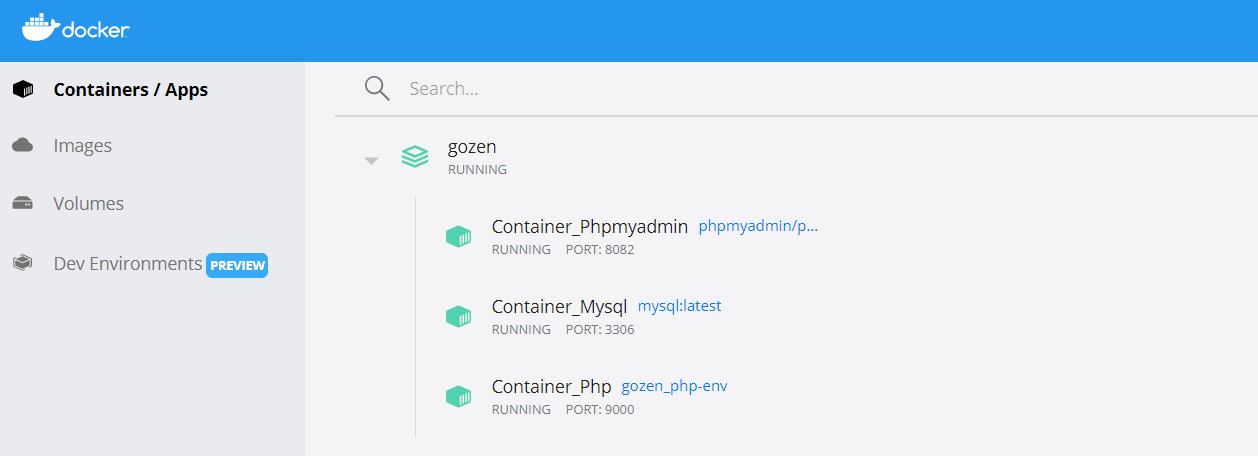 docker
Containers / Apps
Images
Volumes
Dev Environments PREVIEW
Search...
gozen
RUNNING
Container_Phpmyadmin phpmyadmin/p...
RUNNING PORT: 8082
Container_Mysql mysql:latest
RUNNING PORT: 3306
Container_Php gozen_php-env
RUNNING PORT: 9000